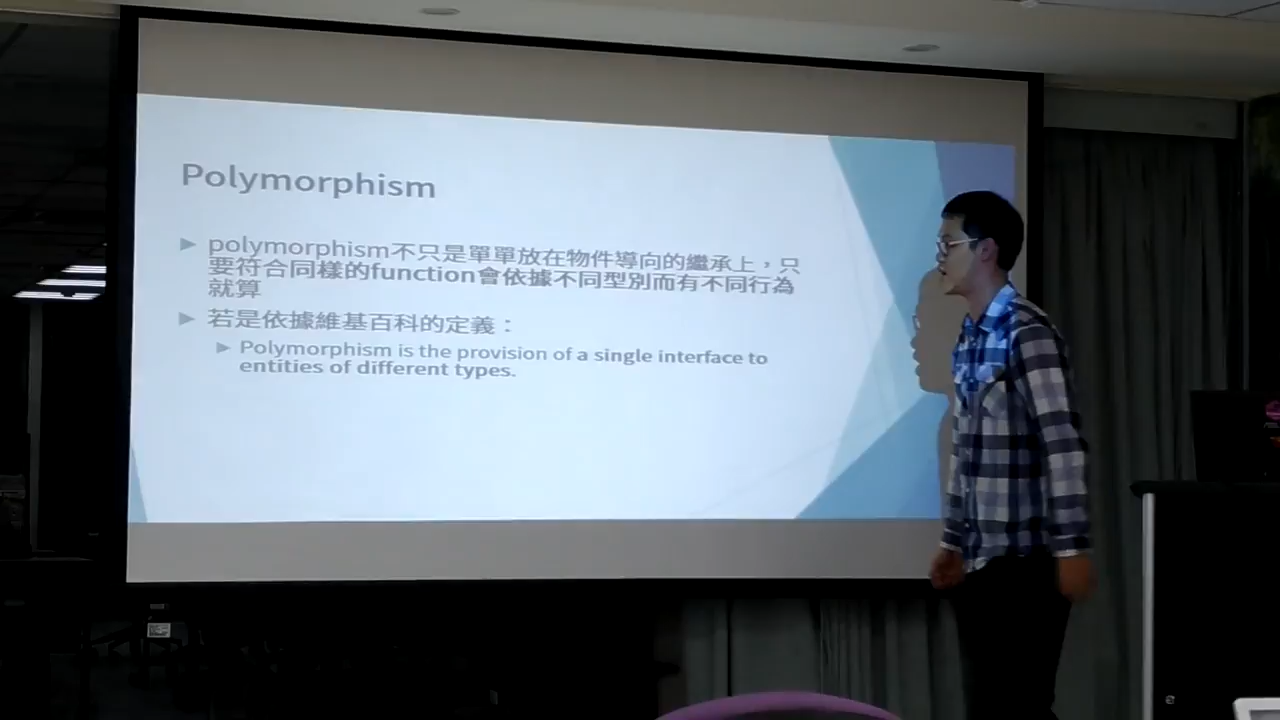 Polymorphism
polymorphism不只是單單放在物件導向的繼承上，只
要符合同樣的function會依據不同型別而有不同行為
就算
若是依據維基百科的定義：
Polymorphism is the provision of a single interface to
entities of different types.